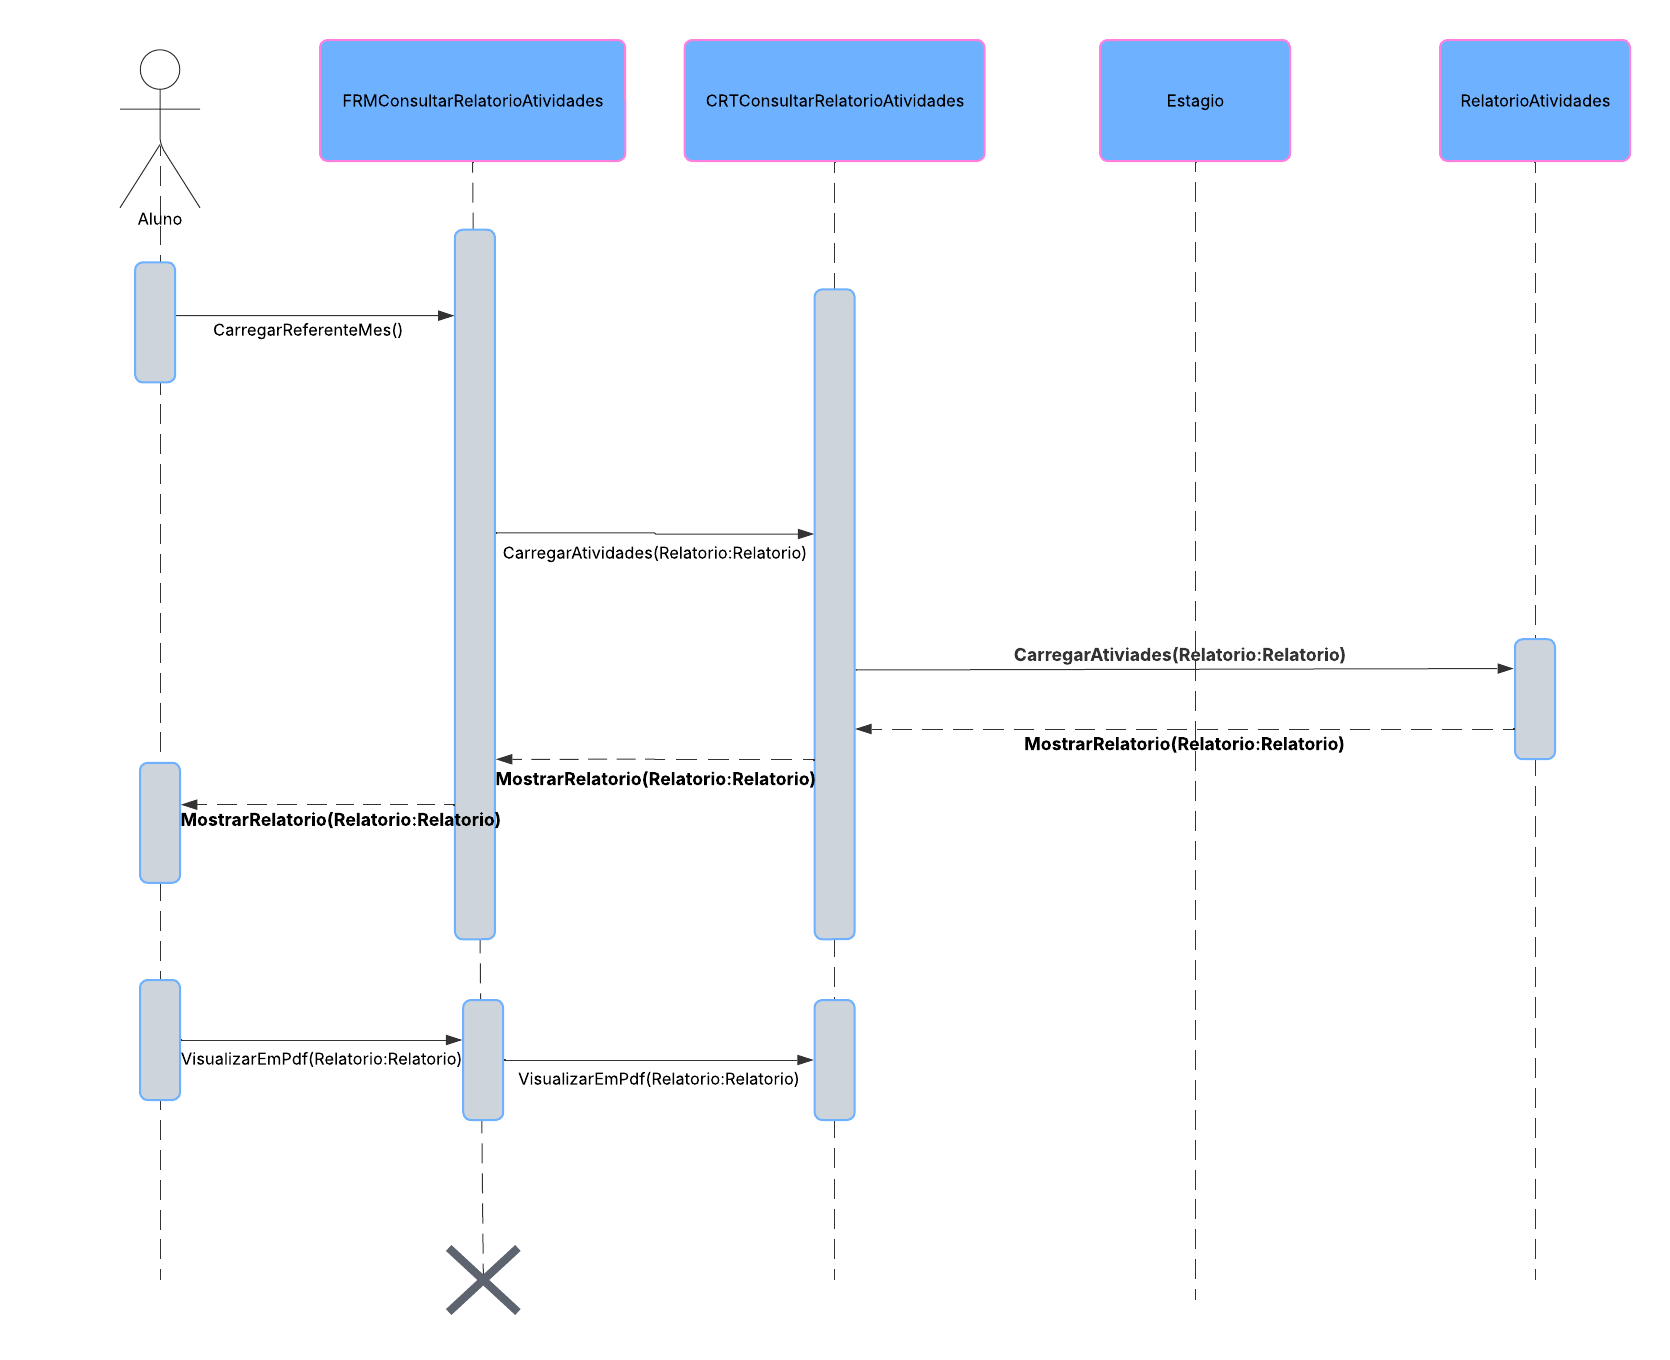 FRMConsultarRelatorioAtividades
CRTConsultarRelatorioAtividades
Estagio
RelatorioAtividades
Aluno
CarregarReferenteMes()
CarregarAtividades(Relatorio:Relatorio)
CarregarAtiviades(Relatorio:Relatorio)
MostrarRelatorio(Relatorio:Relatorio)
MostrarRelatorio(Relatorio:Relatorio)
MostrarRelatorio(Relatorio:Relatorio)
VisualizarEmPdf(Relatorio:Relatorio)
VisualizarEmPdf(Relatorio:Relatorio)